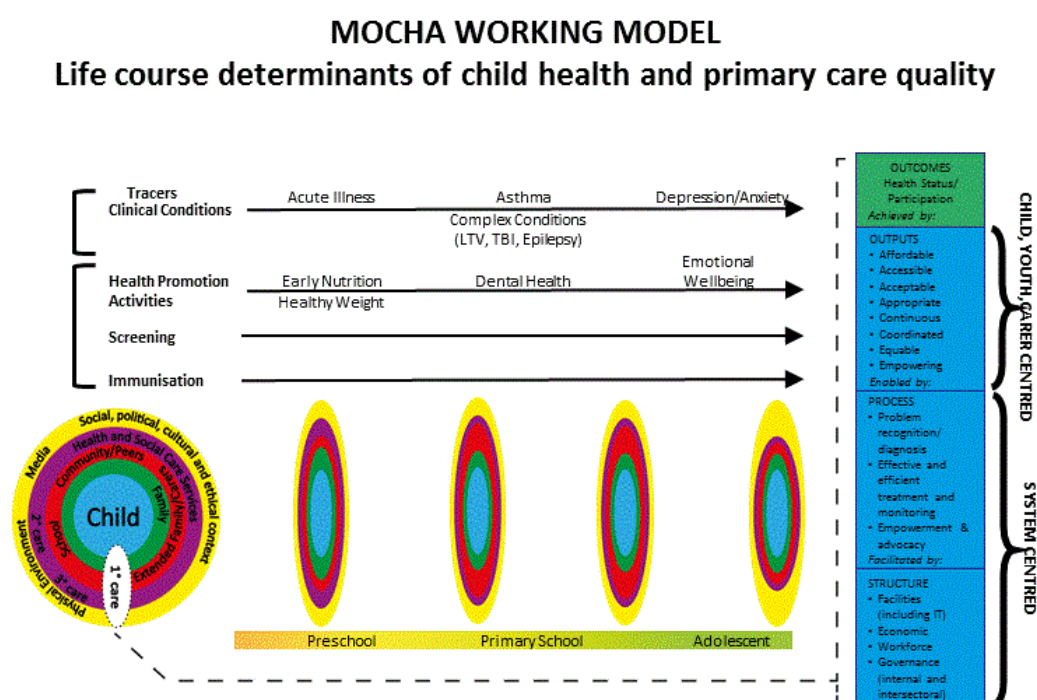 MOCHA WORKING MODEL
Life course determinants of child health and primary care quality
Tracers
Clinical Conditions
Acute Illness
Asthma
Depression/Anxiety
Complex Conditions
(LTV, TBI, Epilepsy)
Health Promotion
Activities
Early Nutrition
Healthy Weight
Dental Health
Emotional
Wellbeing
Screening
Immunisation
Social, political, cultural and ethical context
Media
Physical Environment
Health and Social Care Services
2° care
3° care
Community/Peers
School
Extended Family/Carers
Family
Child
1° care
Preschool
Primary School
Adolescent
OUTCOMES
Health Status/
Participation
Achieved by:
OUTPUTS
• Affordable
• Accessible
• Acceptable
• Appropriate
• Continuous
• Coordinated
• Equable
• Empowering
Enabled by:
PROCESS
• Problem
recognition/
diagnosis
• Effective and
efficient
treatment and
monitoring
• Empowerment &
advocacy
Facilitated by:
STRUCTURE
• Facilities
(including IT)
• Economic
• Workforce
• Governance
(internal and
intersectoral)
CHILD, YOUTH,CARER CENTRED
SYSTEM CENTRED